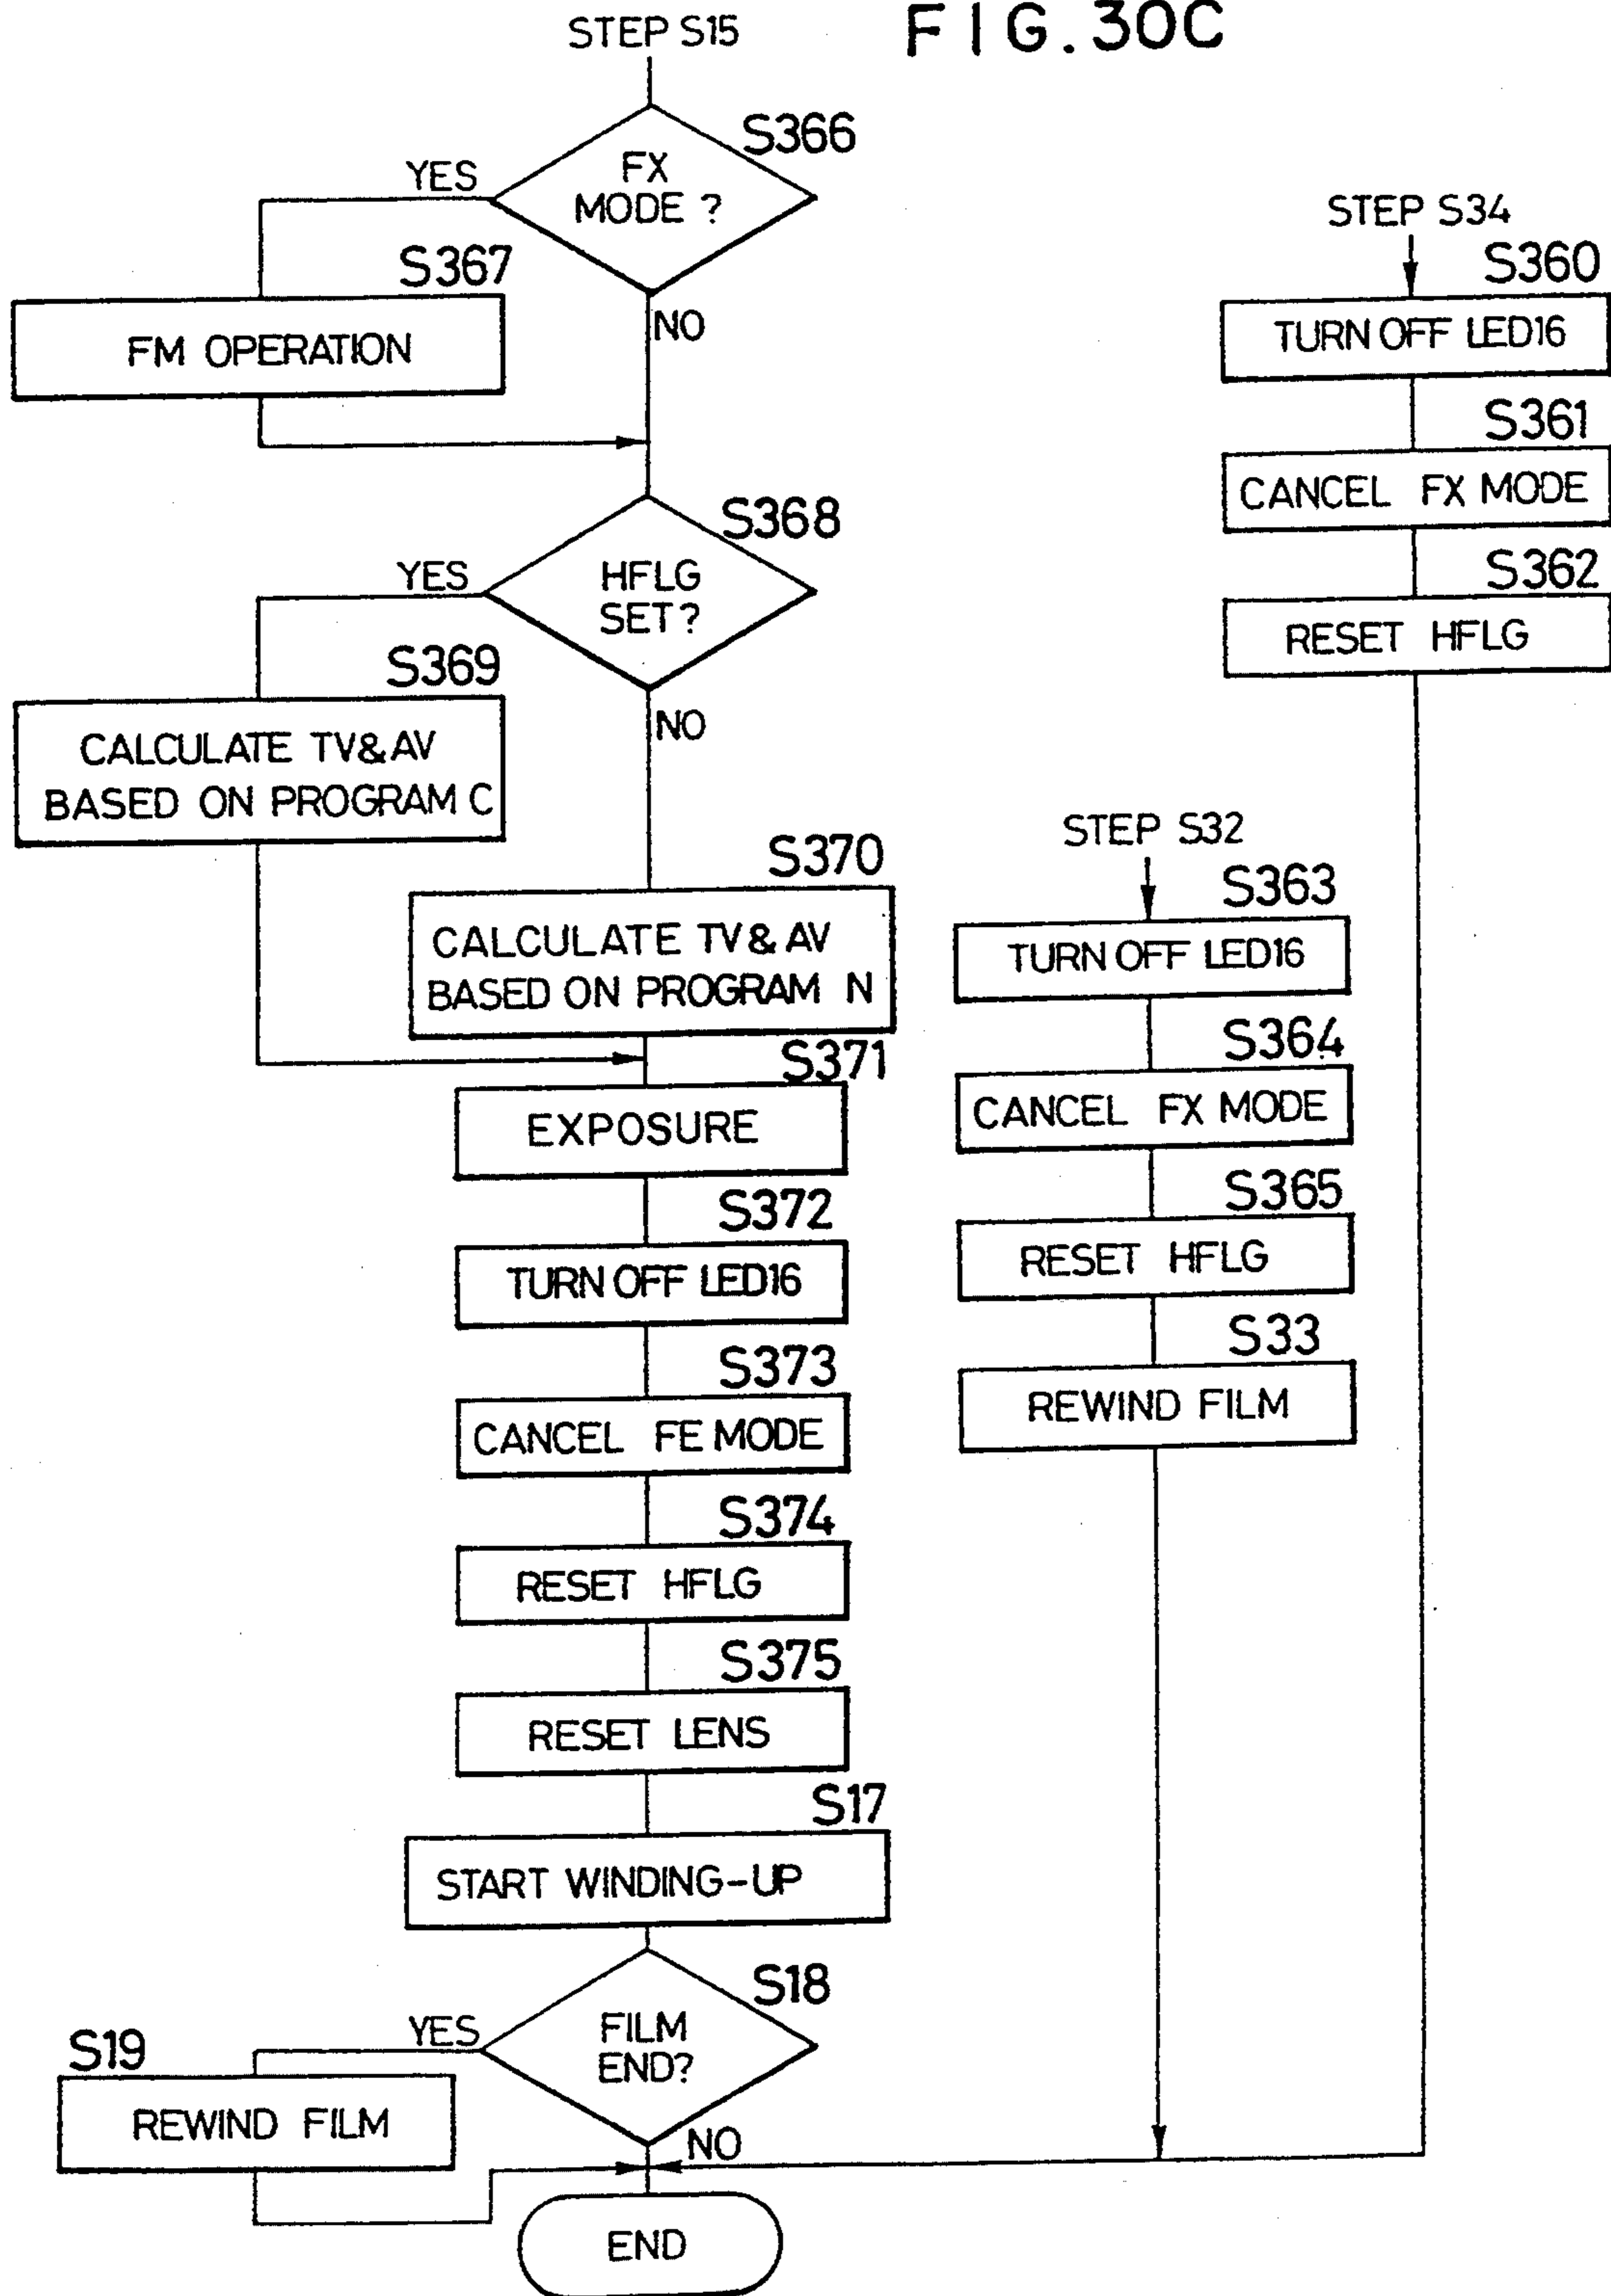 FIG.30C
STEP S15
S366
FX
MODE ?
YES
NO
S367
FM OPERATION
S368
HFLG
SET?
YES
NO
S369
CALCULATE TV&AV
BASED ON PROGRAM C
S370
CALCULATE TV&AV
BASED ON PROGRAM N
S371
EXPOSURE
S372
TURN OFF LED16
S373
CANCEL FE MODE
S374
RESET HFLG
S375
RESET LENS
S17
START WINDING-UP
S18
FILM
END?
YES
NO
S19
REWIND FILM
END
STEP S32
S363
TURN OFF LED16
S364
CANCEL FX MODE
S365
RESET HFLG
S33
REWIND FILM
STEP S34
S360
TURN OFF LED16
S361
CANCEL FX MODE
S362
RESET HFLG